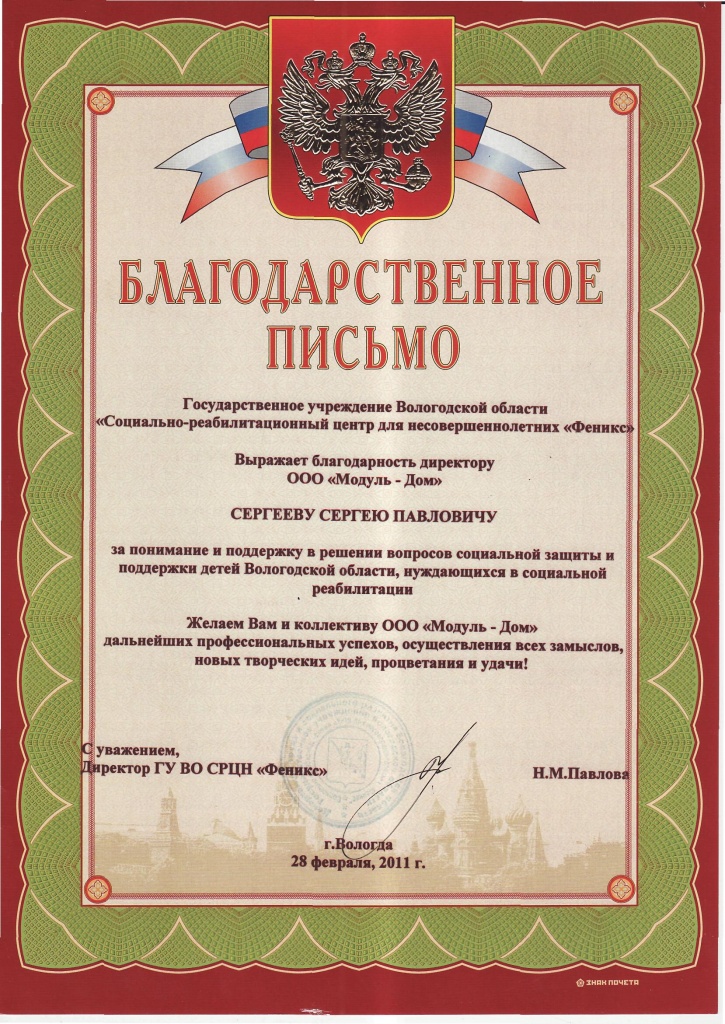 БЛАГОДАРСТВЕННОЕ
ПИСЬМО
Государственное учреждение Вологодской области
«Социально-реабилитационный центр для несовершеннолетних «Феникс»
Выражает благодарность директору
ООО «Модуль - Дом»
СЕРГЕЕВУ СЕРГЕЮ ПАВЛОВИЧУ
за понимание и поддержку в решении вопросов социальной защиты и
поддержки детей Вологодской области, нуждающихся в социальной
реабилитации
Желаем Вам и коллективу ООО «Модуль - Дом»
дальнейших профессиональных успехов, осуществления всех замыслов,
новых творческих идей, процветания и удачи!
С уважением,
Директор ГУ ВО СРЦН «Феникс» Н.М.Павлова
г.Вологда
28 февраля, 2011 г.
ЗНАК ПОЧЕТА